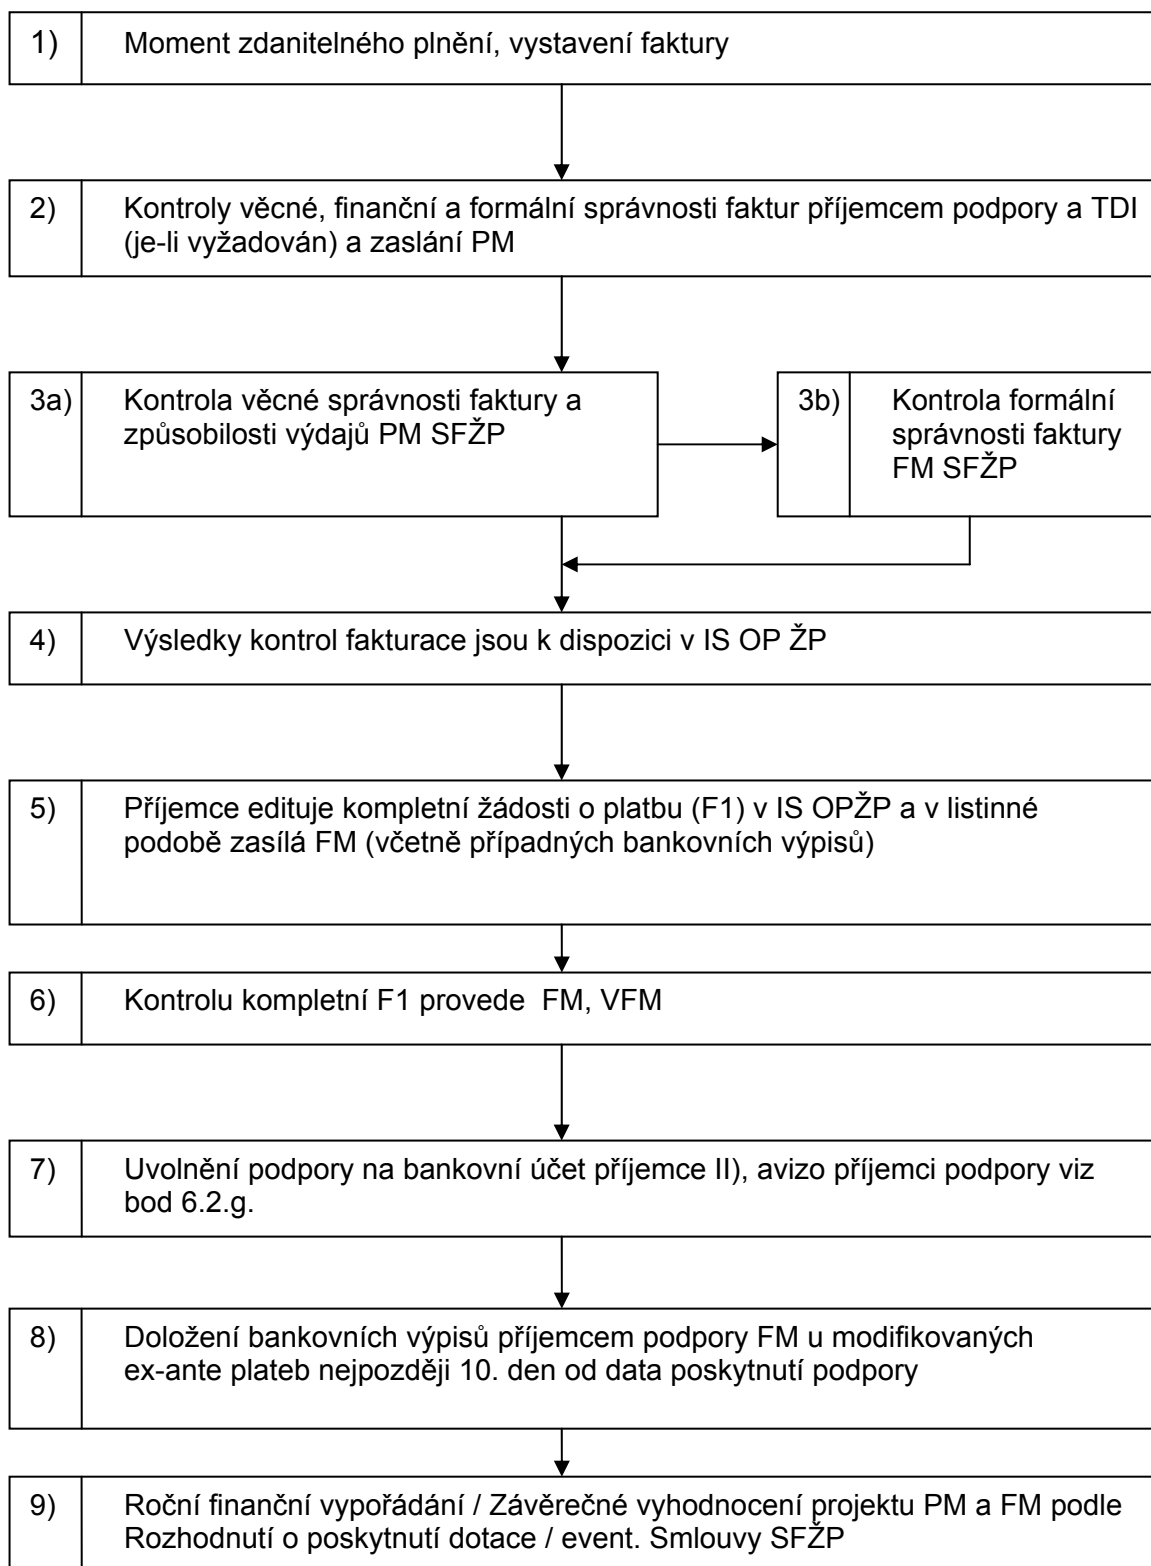 1) Moment zdanitelného plnění, vystavení faktury
2) Kontroly věcné, finanční a formální správnosti faktur příjemcem podpory a TDI
(je-li vyžadován) a zaslání PM
3a) Kontrola věcné správnosti faktury a
způsobilosti výdajů PM SFŽP
3b) Kontrola formální
správnosti faktury
FM SFŽP
4) Výsledky kontrol fakturace jsou k dispozici v IS OP ŽP
5) Příjemce edituje kompletní žádosti o platbu (F1) v IS OPŽP a v listinné
podobě zasílá FM (včetně případných bankovních výpisů)
6) Kontrolu kompletní F1 provede FM, VFM
7) Uvolnění podpory na bankovní účet příjemce II), avizo příjemci podpory viz
bod 6.2.g.
8) Doložení bankovních výpisů příjemcem podpory FM u modifikovaných
ex-ante plateb nejpozději 10. den od data poskytnutí podpory
9) Roční finanční vypořádání / Závěrečné vyhodnocení projektu PM a FM podle
Rozhodnutí o poskytnutí dotace / event. Smlouvy SFŽP